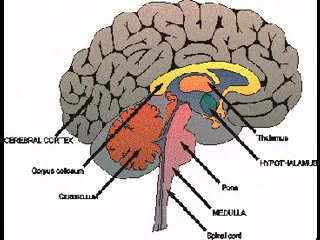 CEREBRAL CORTEX
Corpus callosum
CEREBELLUM
Thalamus
HYPOTHALAMUS
Pons
MEDULLA
Spinal cord